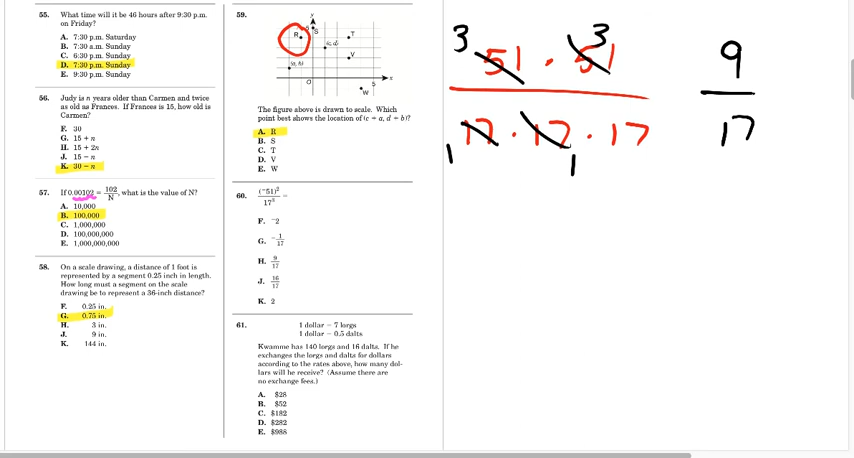 55. What time will it be 46 hours after 9:30 p.m.
on Friday?
A. 7:30 p.m. Saturday
B. 7:30 a.m. Sunday
C. 6:30 p.m. Sunday
D. 7:30 p.m. Sunday
E. 9:30 p.m. Sunday
56. Judy is n years older than Carmen and twice
as old as Frances. If Frances is 15, how old is
Carmen?
F. 30
G. 15 + n
H. 15 + 2n
J. 15 − n
K. 30 − n
57. If 0.00102 = 102/N, what is the value of N?
A. 10,000
B. 100,000
C. 1,000,000
D. 100,000,000
E. 1,000,000,000
58. On a scale drawing, a distance of 1 foot is
represented by a segment 0.25 inch in length.
How long must a segment on the scale
drawing be to represent a 36-inch distance?
F. 0.25 in.
G. 0.75 in.
H. 3 in.
J. 9 in.
K. 144 in.
59.
y
5
R
S
T
(c, d)
V
(a, b)
O
5
x
W
The figure above is drawn to scale. Which
point best shows the location of (c + a, d + b)?
A. R
B. S
C. T
D. V
E. W
60. (⁻51)² / 17³ =
F. ⁻2
G. ⁻1/17
H. 9/17
J. 16/17
K. 2
61. 1 dollar = 7 lorgs
1 dollar = 0.5 dalts
Kwamme has 140 lorgs and 16 dalts. If he
exchanges the lorgs and dalts for dollars
according to the rates above, how many dol-
lars will he receive? (Assume there are
no exchange fees.)
A. $28
B. $52
C. $182
D. $282
E. $988
3 3
51 · 51
17 · 17 · 17
1 1
9
17